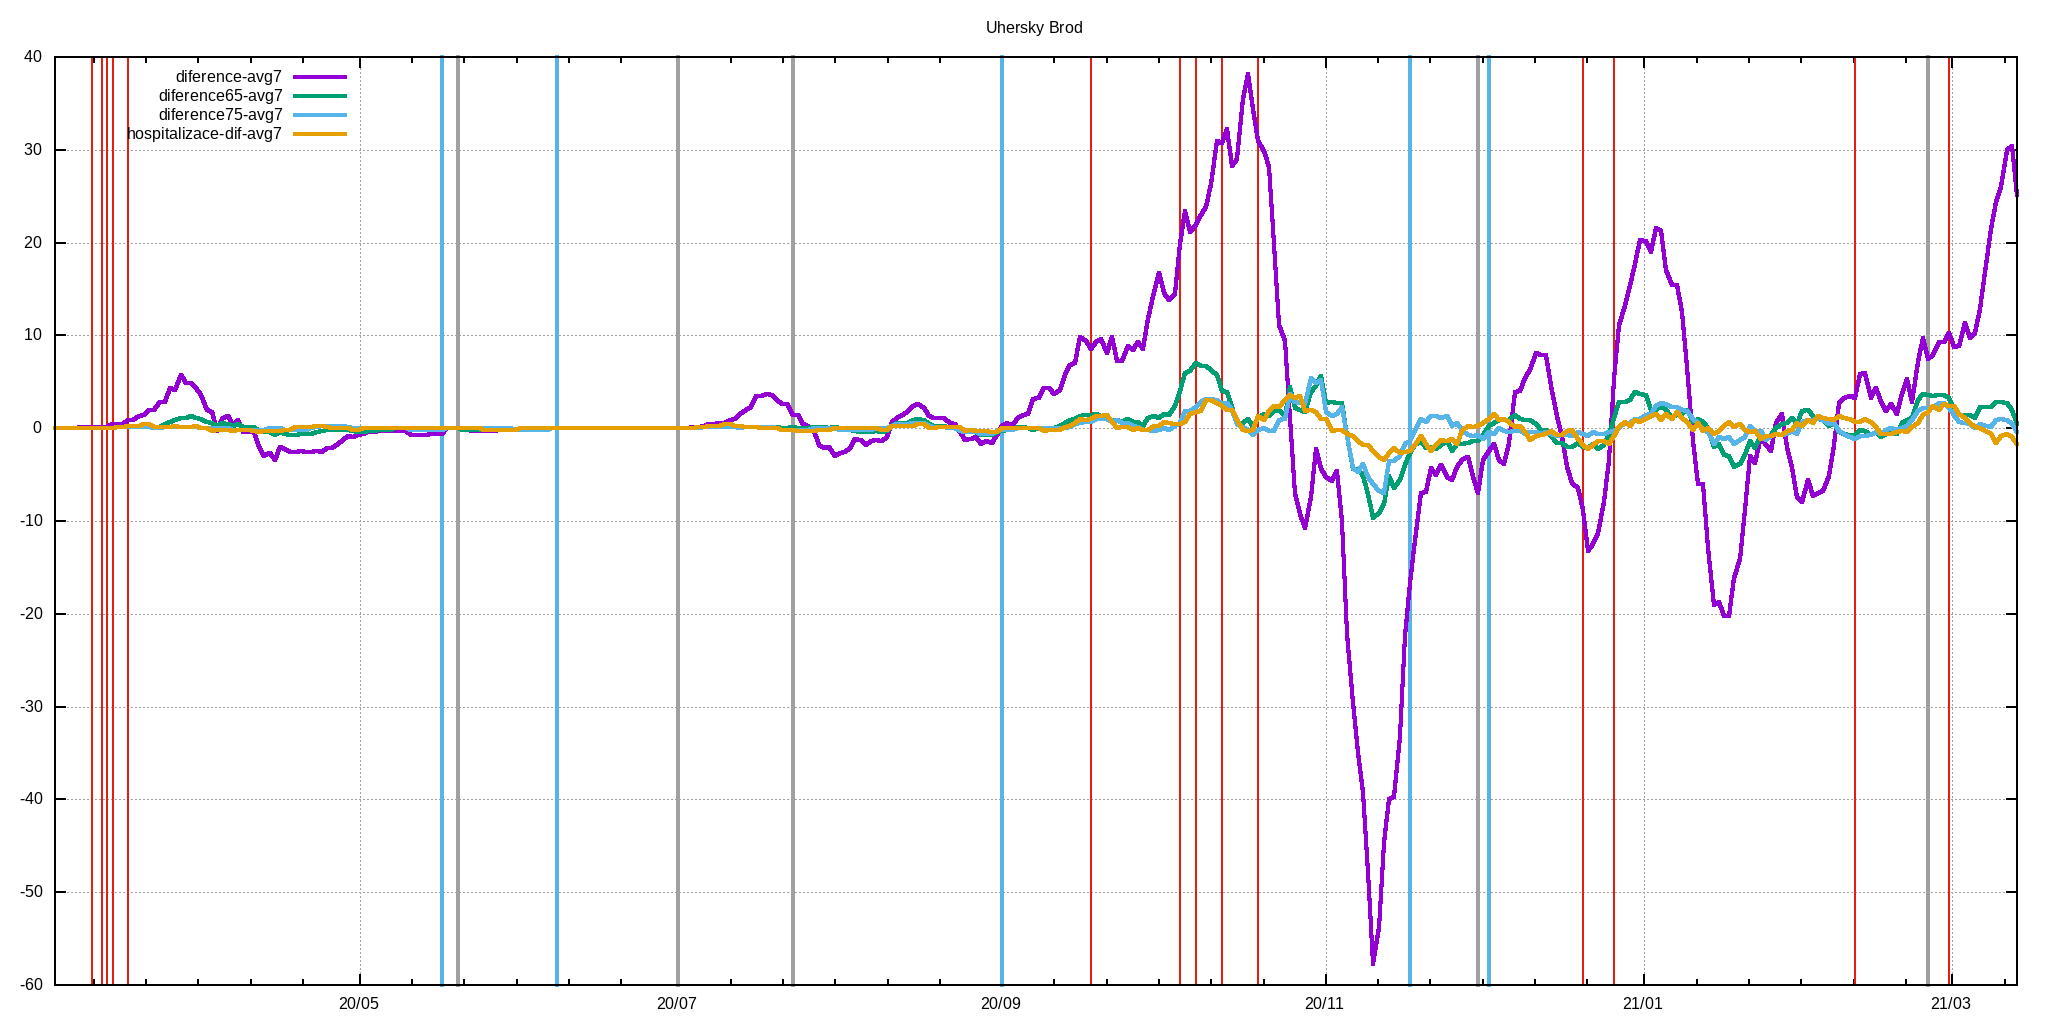 Uhersky Brod
diference-avg7
diference65-avg7
diference75-avg7
hospitalizace-dif-avg7
40
30
20
10
0
-10
-20
-30
-40
-50
-60
20/05 20/07 20/09 20/11 21/01 21/03